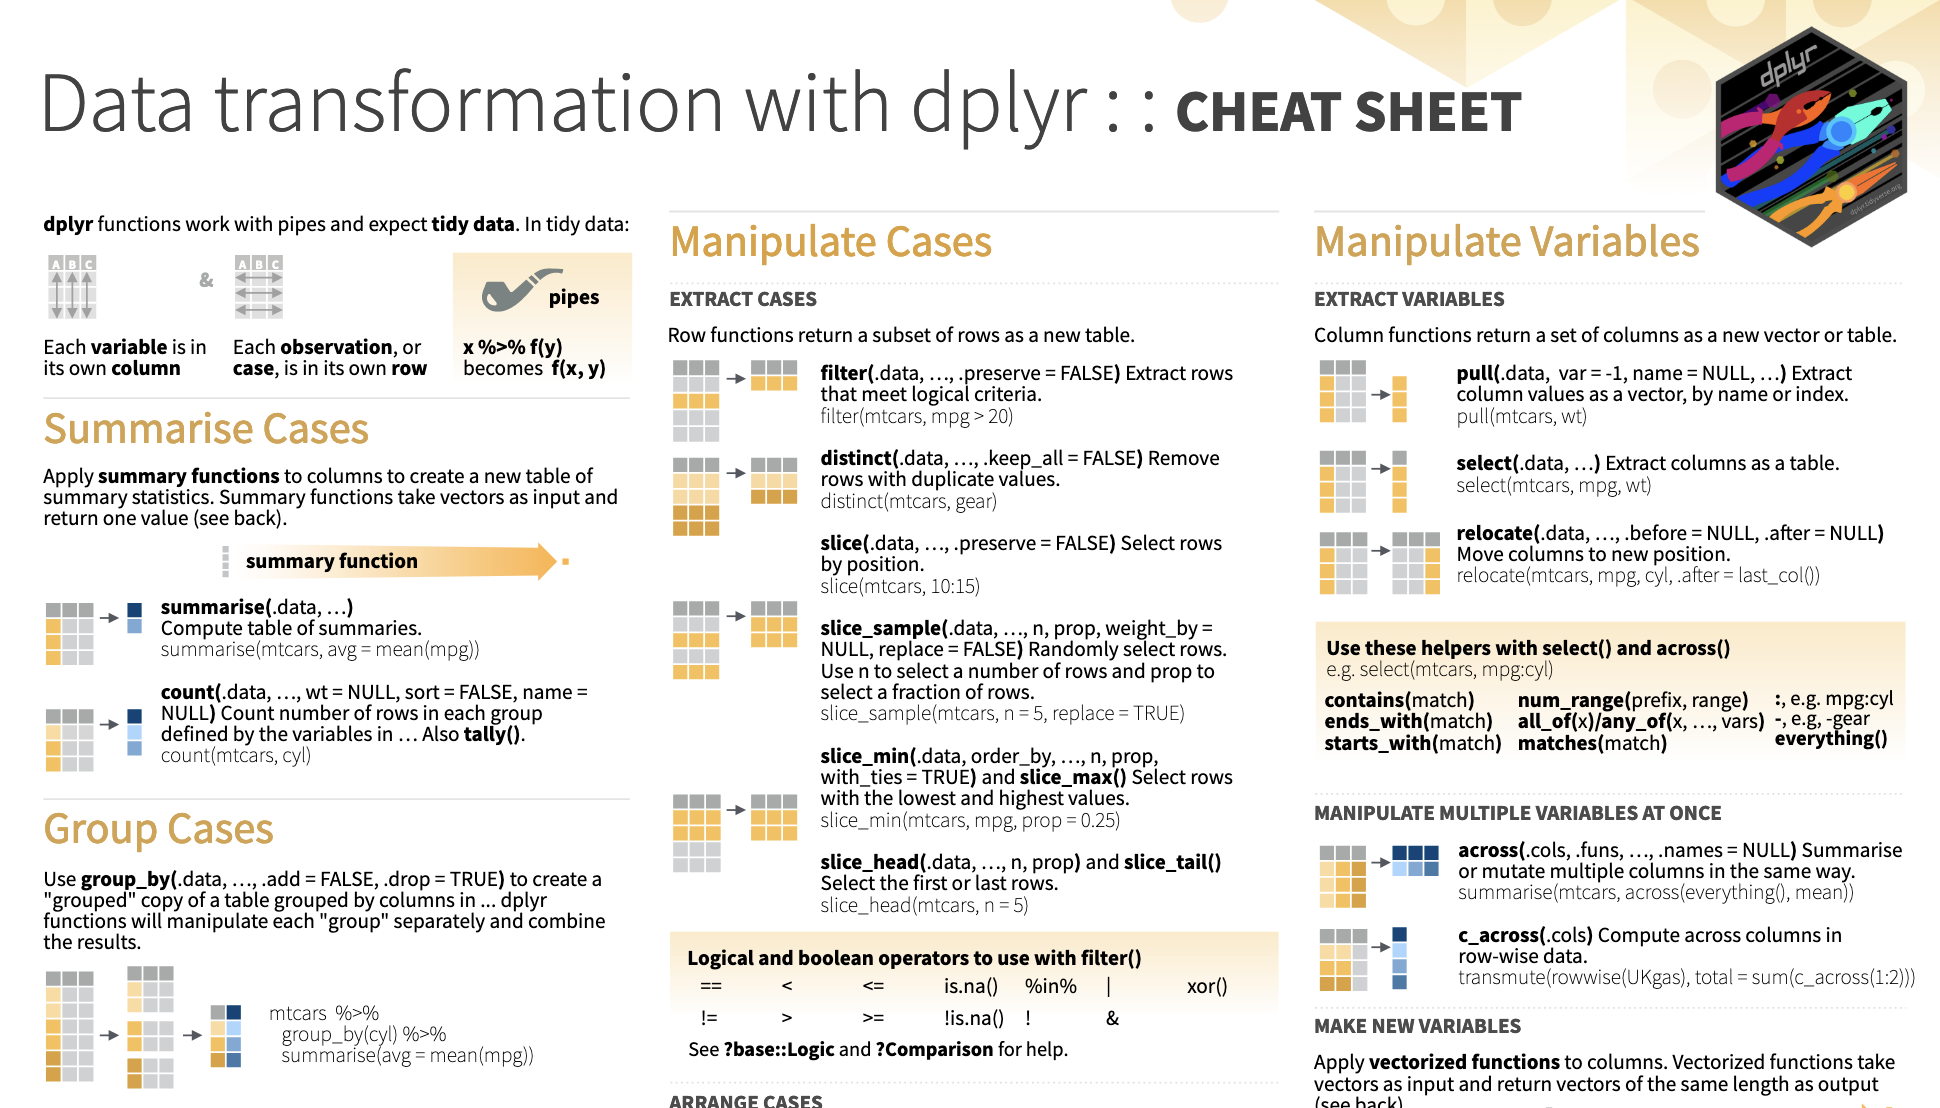 Data transformation with dplyr : : CHEAT SHEET
dplyr
dplyr.tidyverse.org
dplyr functions work with pipes and expect tidy data. In tidy data:
A B C
&
A B C
pipes
Each variable is in
its own column
Each observation, or
case, is in its own row
x %>% f(y)
becomes f(x, y)
Summarise Cases
Apply summary functions to columns to create a new table of
summary statistics. Summary functions take vectors as input and
return one value (see back).
summary function
summarise(.data, …)
Compute table of summaries.
summarise(mtcars, avg = mean(mpg))
count(.data, …, wt = NULL, sort = FALSE, name =
NULL) Count number of rows in each group
defined by the variables in … Also tally().
count(mtcars, cyl)
Group Cases
Use group_by(.data, …, .add = FALSE, .drop = TRUE) to create a
"grouped" copy of a table grouped by columns in ... dplyr
functions will manipulate each "group" separately and combine
the results.
mtcars %>%
group_by(cyl) %>%
summarise(avg = mean(mpg))
Manipulate Cases
EXTRACT CASES
Row functions return a subset of rows as a new table.
filter(.data, …, .preserve = FALSE) Extract rows
that meet logical criteria.
filter(mtcars, mpg > 20)
distinct(.data, …, .keep_all = FALSE) Remove
rows with duplicate values.
distinct(mtcars, gear)
slice(.data, …, .preserve = FALSE) Select rows
by position.
slice(mtcars, 10:15)
slice_sample(.data, …, n, prop, weight_by =
NULL, replace = FALSE) Randomly select rows.
Use n to select a number of rows and prop to
select a fraction of rows.
slice_sample(mtcars, n = 5, replace = TRUE)
slice_min(.data, order_by, …, n, prop,
with_ties = TRUE) and slice_max() Select rows
with the lowest and highest values.
slice_min(mtcars, mpg, prop = 0.25)
slice_head(.data, …, n, prop) and slice_tail()
Select the first or last rows.
slice_head(mtcars, n = 5)
Logical and boolean operators to use with filter()
== < <= is.na() %in% | xor()
!= > >= !is.na() ! &
See ?base::Logic and ?Comparison for help.
ARRANGE CASES
Manipulate Variables
EXTRACT VARIABLES
Column functions return a set of columns as a new vector or table.
pull(.data, var = -1, name = NULL, …) Extract
column values as a vector, by name or index.
pull(mtcars, wt)
select(.data, …) Extract columns as a table.
select(mtcars, mpg, wt)
relocate(.data, …, .before = NULL, .after = NULL)
Move columns to new position.
relocate(mtcars, mpg, cyl, .after = last_col())
Use these helpers with select() and across()
e.g. select(mtcars, mpg:cyl)
contains(match) num_range(prefix, range) :, e.g. mpg:cyl
ends_with(match) all_of(x)/any_of(x, …, vars) -, e.g, -gear
starts_with(match) matches(match) everything()
MANIPULATE MULTIPLE VARIABLES AT ONCE
across(.cols, .funs, …, .names = NULL) Summarise
or mutate multiple columns in the same way.
summarise(mtcars, across(everything(), mean))
c_across(.cols) Compute across columns in
row-wise data.
transmute(rowwise(UKgas), total = sum(c_across(1:2)))
MAKE NEW VARIABLES
Apply vectorized functions to columns. Vectorized functions take
vectors as input and return vectors of the same length as output
(see back).